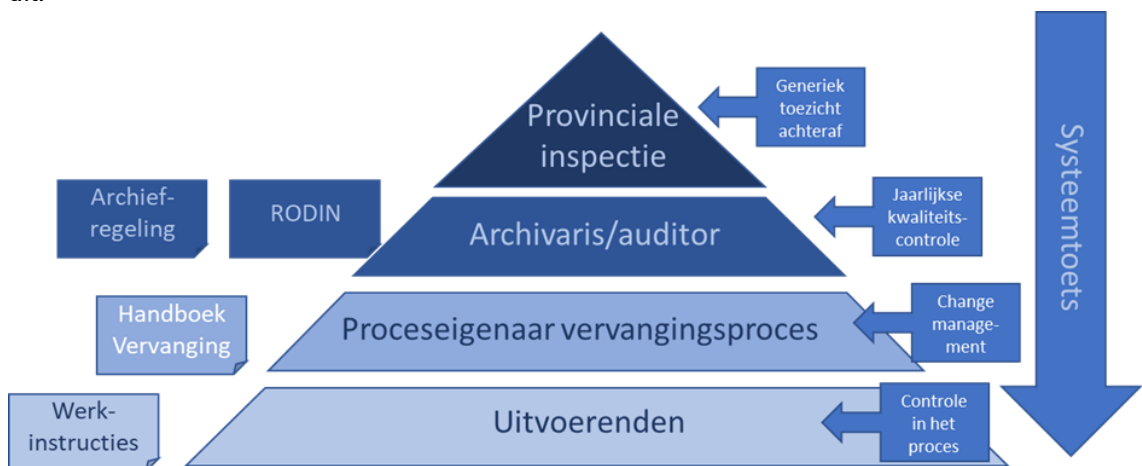 Provinciale
inspectie
Generiek
toezicht
achteraf
Archief-
regeling
RODIN
Archivaris/auditor
Jaarlijkse
kwaliteits-
controle
Handboek
Vervanging
Proceseigenaar vervangingsproces
Change
manage-
ment
Werk-
instructies
Uitvoerenden
Controle
in het
proces
Systeemtoets